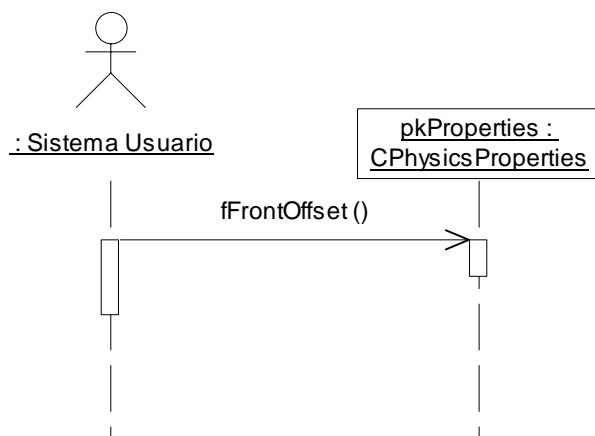 : Sistema Usuario
pkProperties :
CPhysicsProperties
fFrontOffset ()